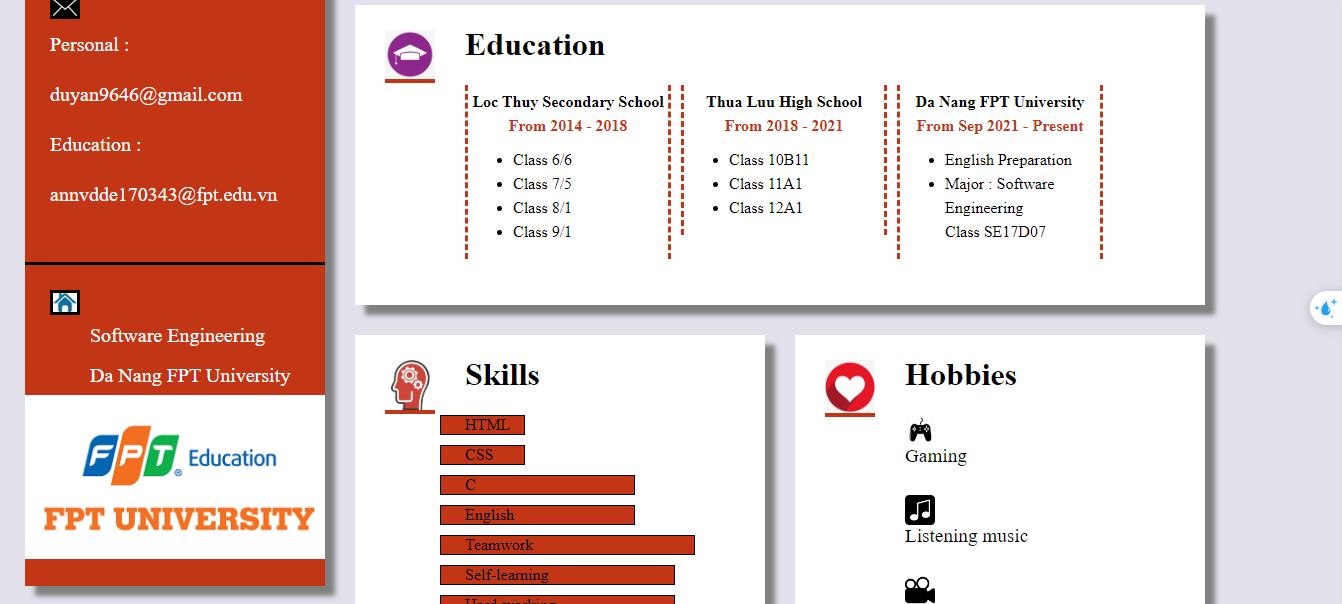 Personal :
duyan9646@gmail.com
Education :
annvdde170343@fpt.edu.vn
Software Engineering
Da Nang FPT University
FPT Education
FPT UNIVERSITY
Education
Loc Thuy Secondary School
From 2014 - 2018
Class 6/6
Class 7/5
Class 8/1
Class 9/1
Thua Luu High School
From 2018 - 2021
Class 10B11
Class 11A1
Class 12A1
Da Nang FPT University
From Sep 2021 - Present
English Preparation
Major : Software
Engineering
Class SE17D07
Skills
HTML
CSS
C
English
Teamwork
Self-learning
Hard-working
Hobbies
Gaming
Listening music